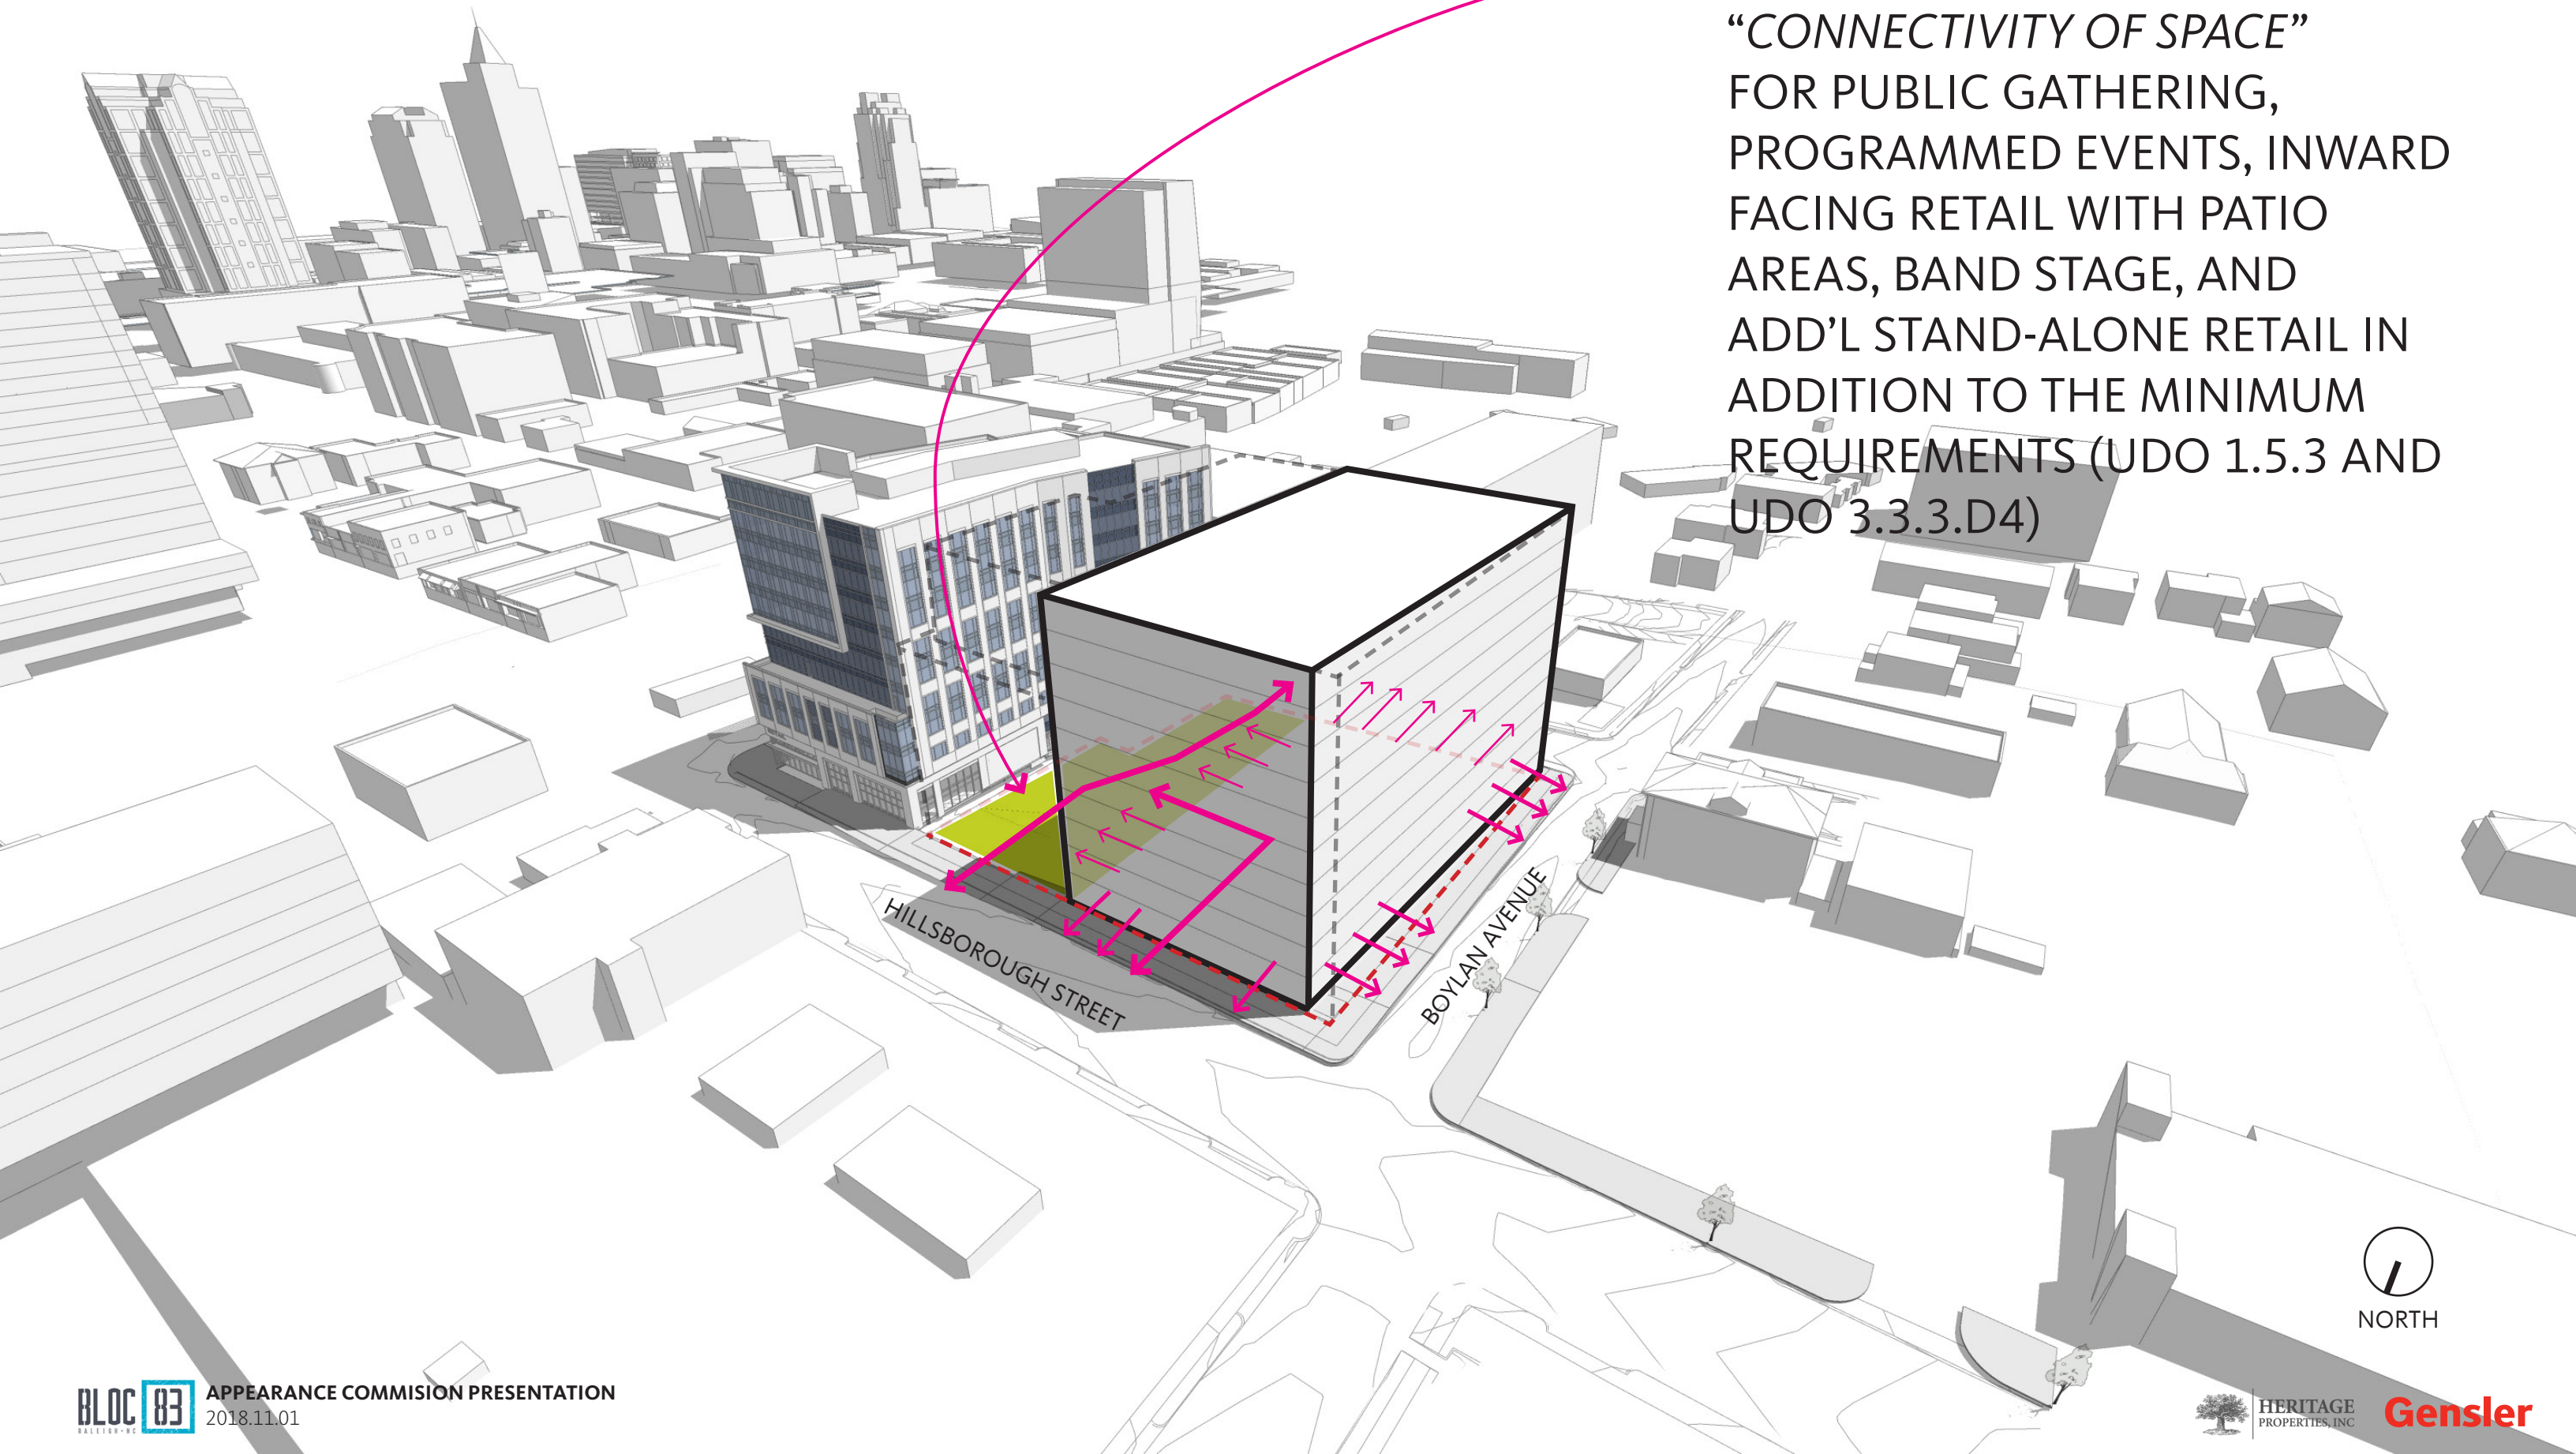 “CONNECTIVITY OF SPACE”
FOR PUBLIC GATHERING,
PROGRAMMED EVENTS, INWARD
FACING RETAIL WITH PATIO
AREAS, BAND STAGE, AND
ADD’L STAND-ALONE RETAIL IN
ADDITION TO THE MINIMUM
REQUIREMENTS (UDO 1.5.3 AND
UDO 3.3.3.D4)
HILLSBOROUGH STREET
BOYLAN AVENUE
NORTH
BLOC 83
RALEIGH·NC
APPEARANCE COMMISION PRESENTATION
2018.11.01
HERITAGE
PROPERTIES, INC
Gensler